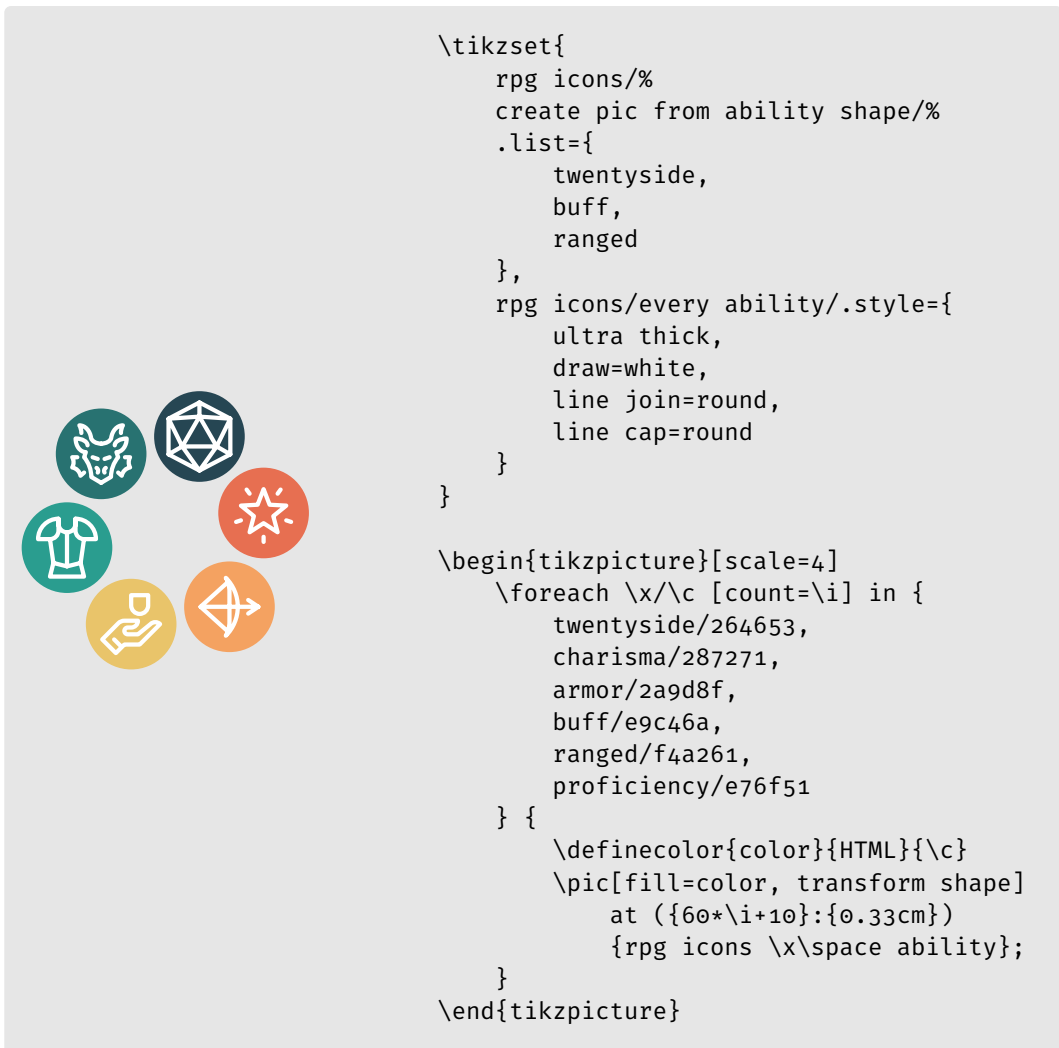 \tikzset{
    rpg icons/%
    create pic from ability shape/%
    .list={
        twentyside,
        buff,
        ranged
    },
    rpg icons/every ability/.style={
        ultra thick,
        draw=white,
        line join=round,
        line cap=round
    }
}

\begin{tikzpicture}[scale=4]
    \foreach \x/\c [count=\i] in {
        twentyside/264653,
        charisma/287271,
        armor/2a9d8f,
        buff/e9c46a,
        ranged/f4a261,
        proficiency/e76f51
    } {
        \definecolor{color}{HTML}{\c}
        \pic[fill=color, transform shape]
            at ({60*\i+10}:{0.33cm})
            {rpg icons \x\space ability};
    }
\end{tikzpicture}